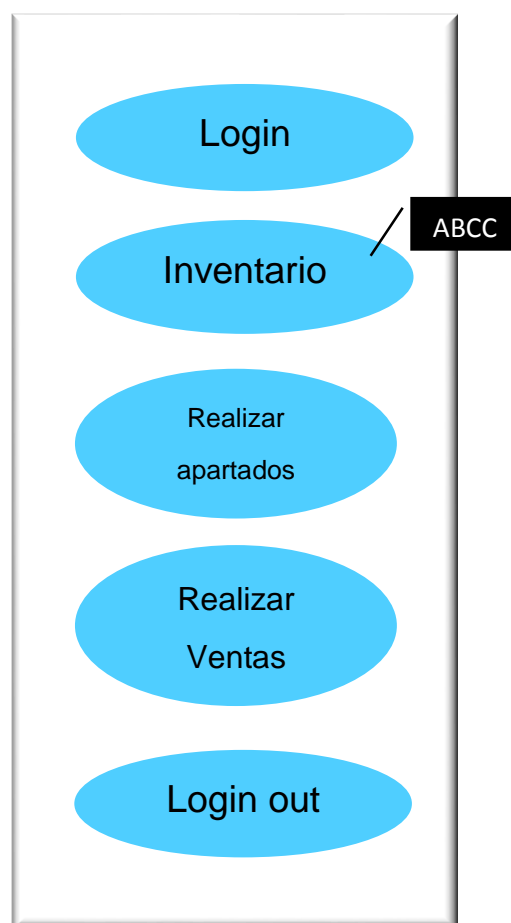 Login
ABCC
Inventario
Realizar
apartados
Realizar
Ventas
Login out